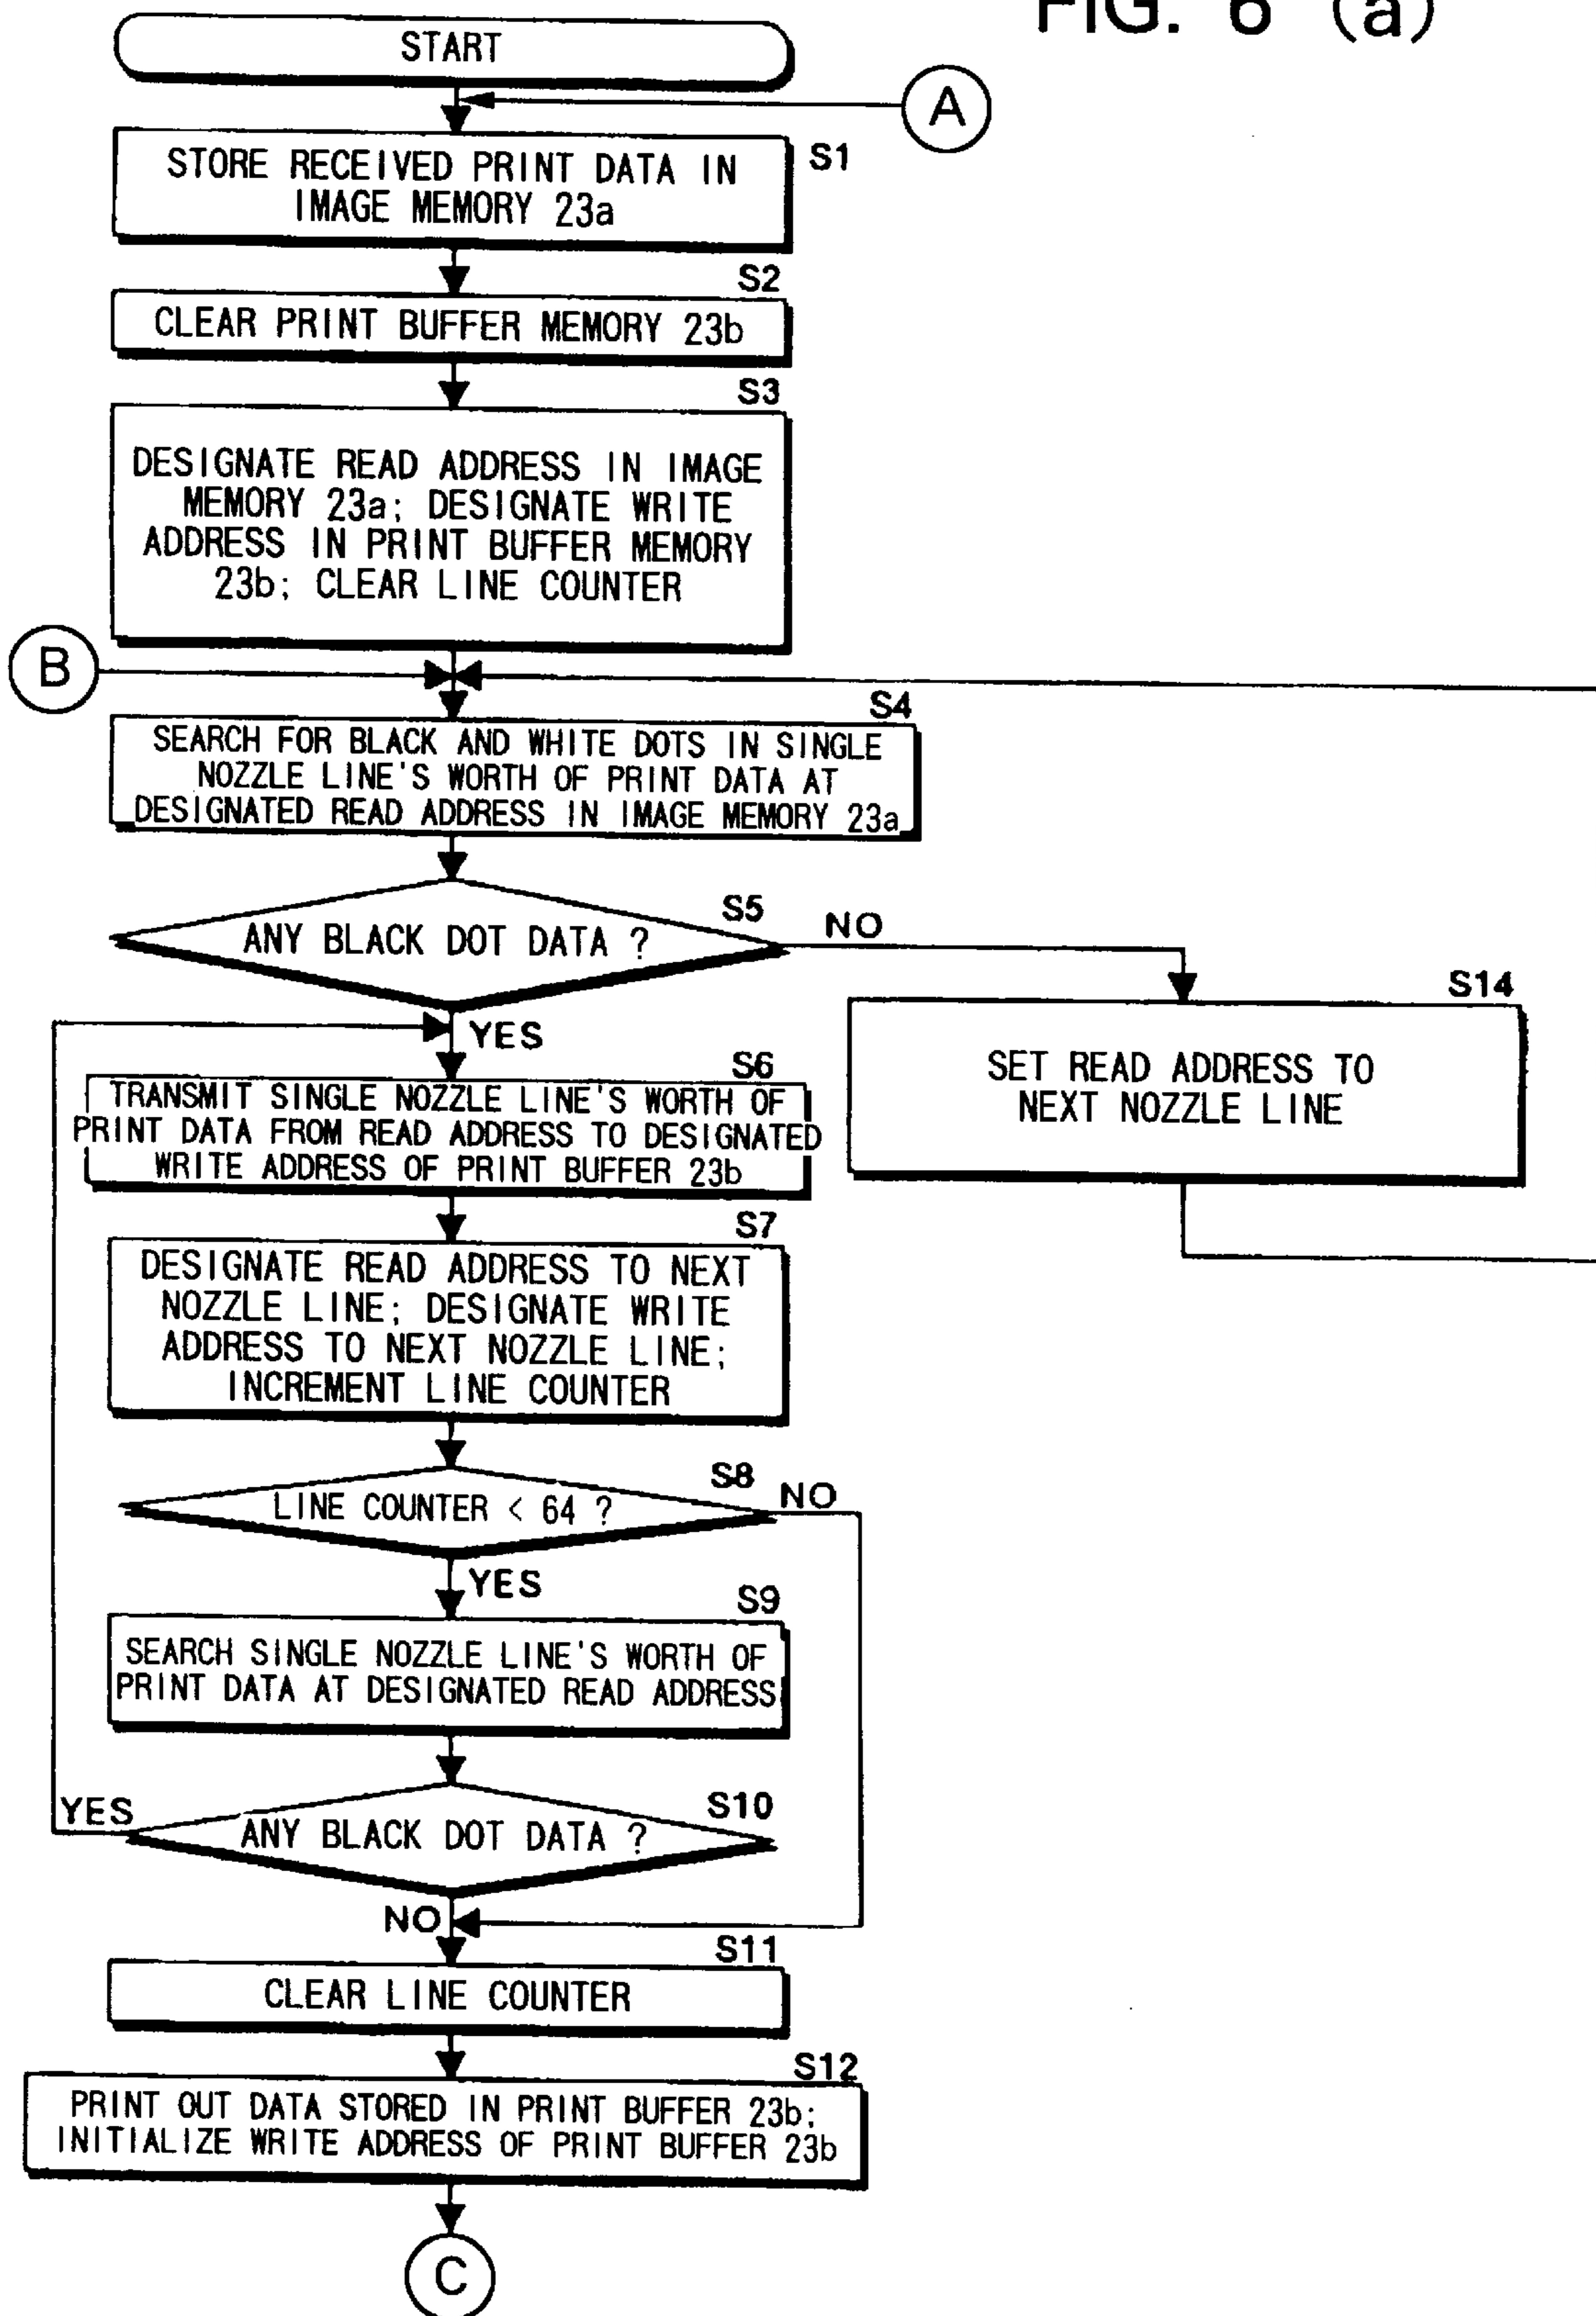 FIG. 6 (a)
START
A
STORE RECEIVED PRINT DATA IN
IMAGE MEMORY 23a
S1
S2
CLEAR PRINT BUFFER MEMORY 23b
S3
DESIGNATE READ ADDRESS IN IMAGE
MEMORY 23a; DESIGNATE WRITE
ADDRESS IN PRINT BUFFER MEMORY
23b; CLEAR LINE COUNTER
B
S4
SEARCH FOR BLACK AND WHITE DOTS IN SINGLE
NOZZLE LINE'S WORTH OF PRINT DATA AT
DESIGNATED READ ADDRESS IN IMAGE MEMORY 23a
S5
ANY BLACK DOT DATA ?
NO
YES
S14
SET READ ADDRESS TO
NEXT NOZZLE LINE
S6
TRANSMIT SINGLE NOZZLE LINE'S WORTH OF
PRINT DATA FROM READ ADDRESS TO DESIGNATED
WRITE ADDRESS OF PRINT BUFFER 23b
S7
DESIGNATE READ ADDRESS TO NEXT
NOZZLE LINE; DESIGNATE WRITE
ADDRESS TO NEXT NOZZLE LINE;
INCREMENT LINE COUNTER
S8
LINE COUNTER < 64 ?
NO
YES
S9
SEARCH SINGLE NOZZLE LINE'S WORTH OF
PRINT DATA AT DESIGNATED READ ADDRESS
YES
S10
ANY BLACK DOT DATA ?
NO
S11
CLEAR LINE COUNTER
S12
PRINT OUT DATA STORED IN PRINT BUFFER 23b;
INITIALIZE WRITE ADDRESS OF PRINT BUFFER 23b
C